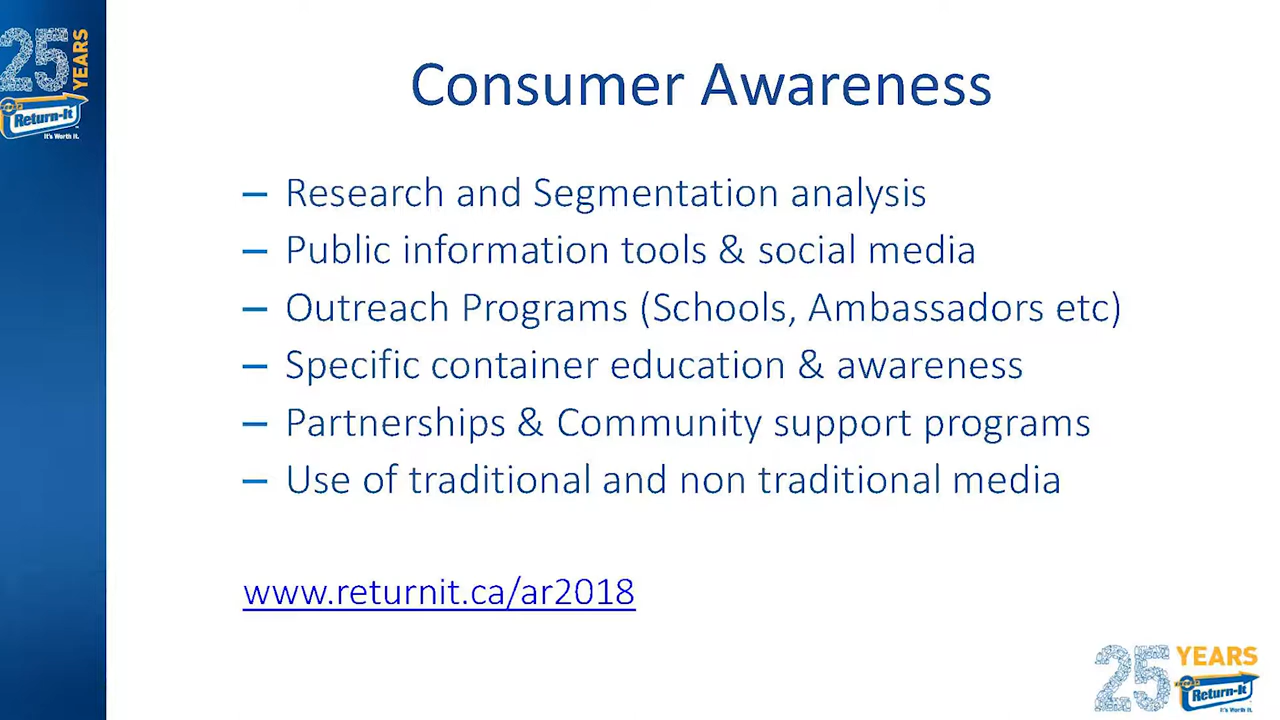 25 YEARS
Return-It
It's Worth It.
Consumer Awareness
– Research and Segmentation analysis
– Public information tools & social media
– Outreach Programs (Schools, Ambassadors etc)
– Specific container education & awareness
– Partnerships & Community support programs
– Use of traditional and non traditional media
www.returnit.ca/ar2018
25 YEARS
Return-It
It's Worth It.